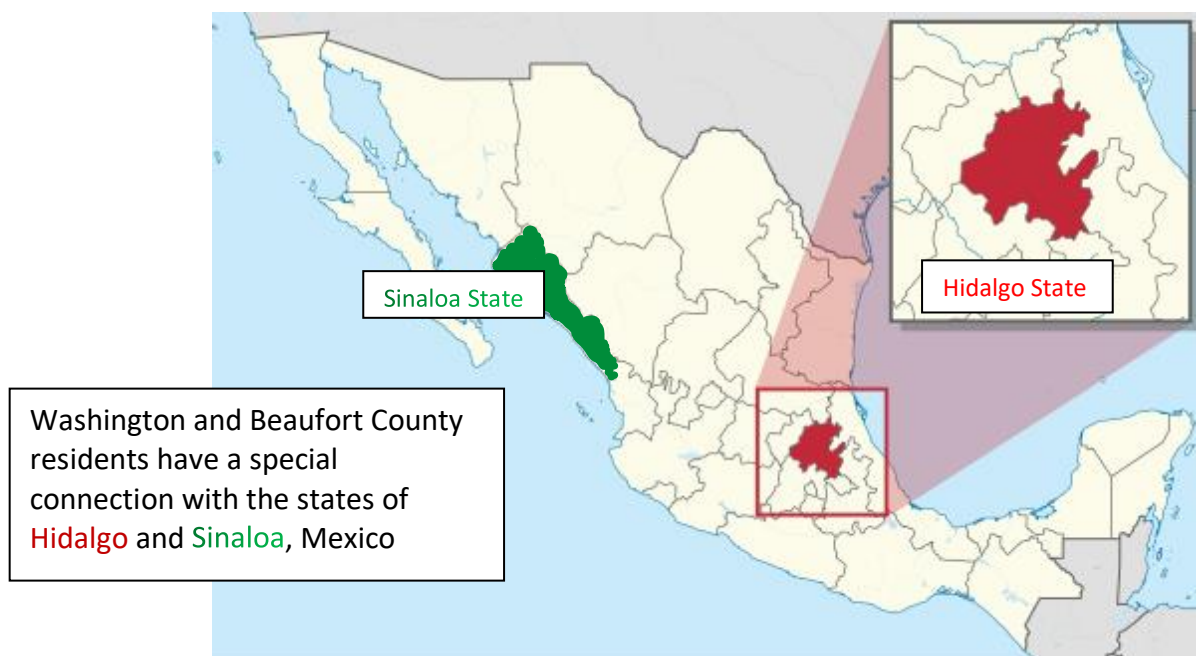 Hidalgo State
Sinaloa State
Washington and Beaufort County
residents have a special
connection with the states of
Hidalgo and Sinaloa, Mexico